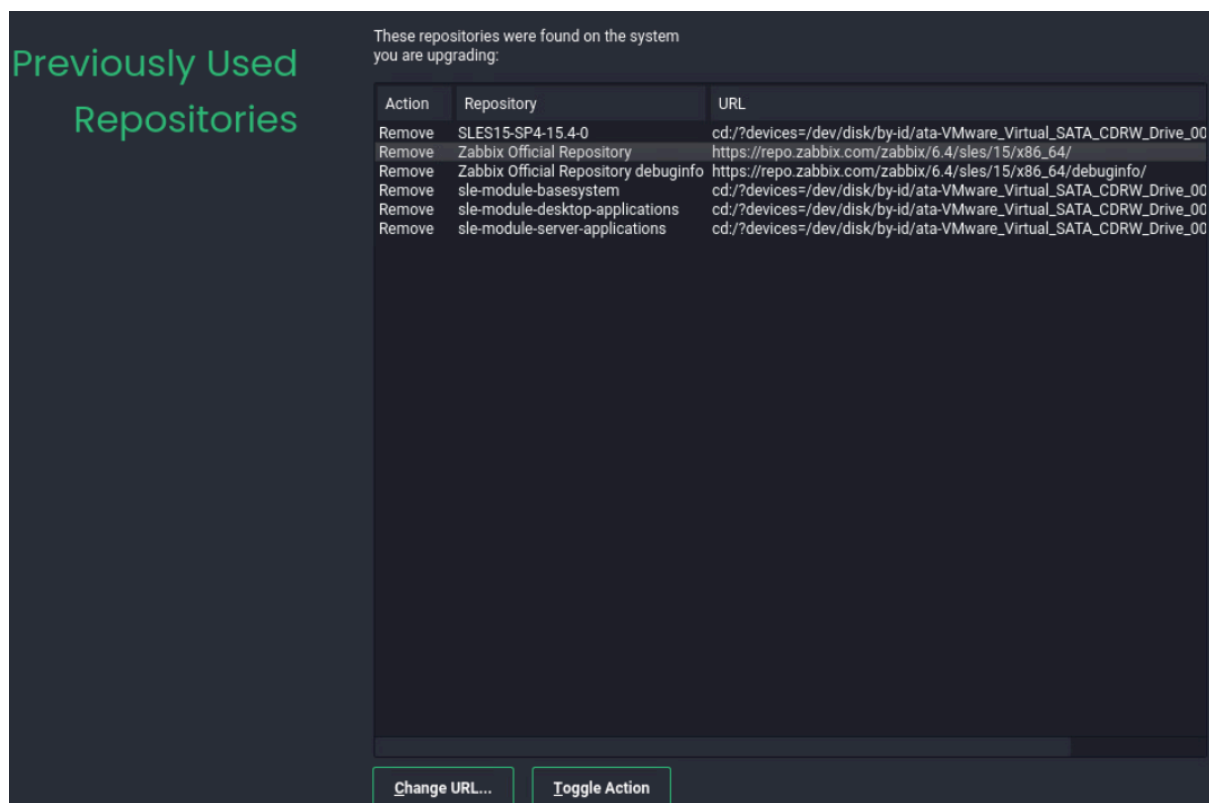 Previously Used
Repositories
These repositories were found on the system
you are upgrading:
Action Repository URL
Remove SLES15-SP4-15.4-0 cd:/?devices=/dev/disk/by-id/ata-VMware_Virtual_SATA_CDRW_Drive_00
Remove Zabbix Official Repository https://repo.zabbix.com/zabbix/6.4/sles/15/x86_64/
Remove Zabbix Official Repository debuginfo https://repo.zabbix.com/zabbix/6.4/sles/15/x86_64/debuginfo/
Remove sle-module-basesystem cd:/?devices=/dev/disk/by-id/ata-VMware_Virtual_SATA_CDRW_Drive_00
Remove sle-module-desktop-applications cd:/?devices=/dev/disk/by-id/ata-VMware_Virtual_SATA_CDRW_Drive_00
Remove sle-module-server-applications cd:/?devices=/dev/disk/by-id/ata-VMware_Virtual_SATA_CDRW_Drive_00
Change URL... Toggle Action